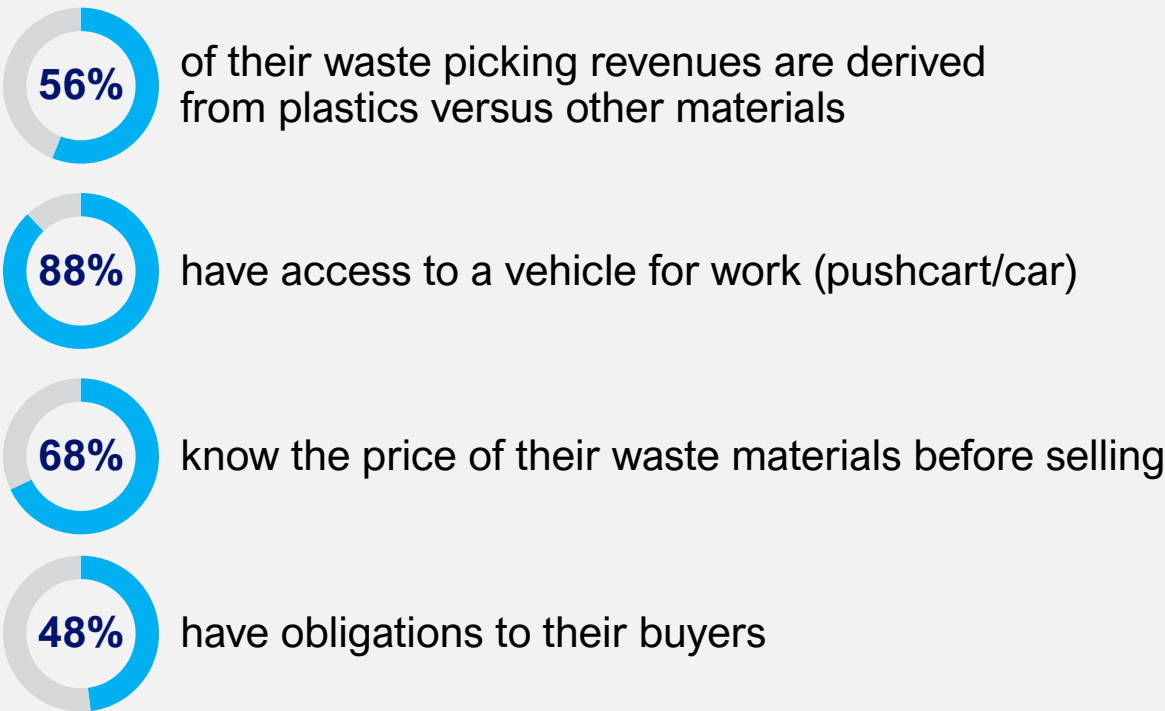 56%
of their waste picking revenues are derived
from plastics versus other materials
88%
have access to a vehicle for work (pushcart/car)
68%
know the price of their waste materials before selling
48%
have obligations to their buyers